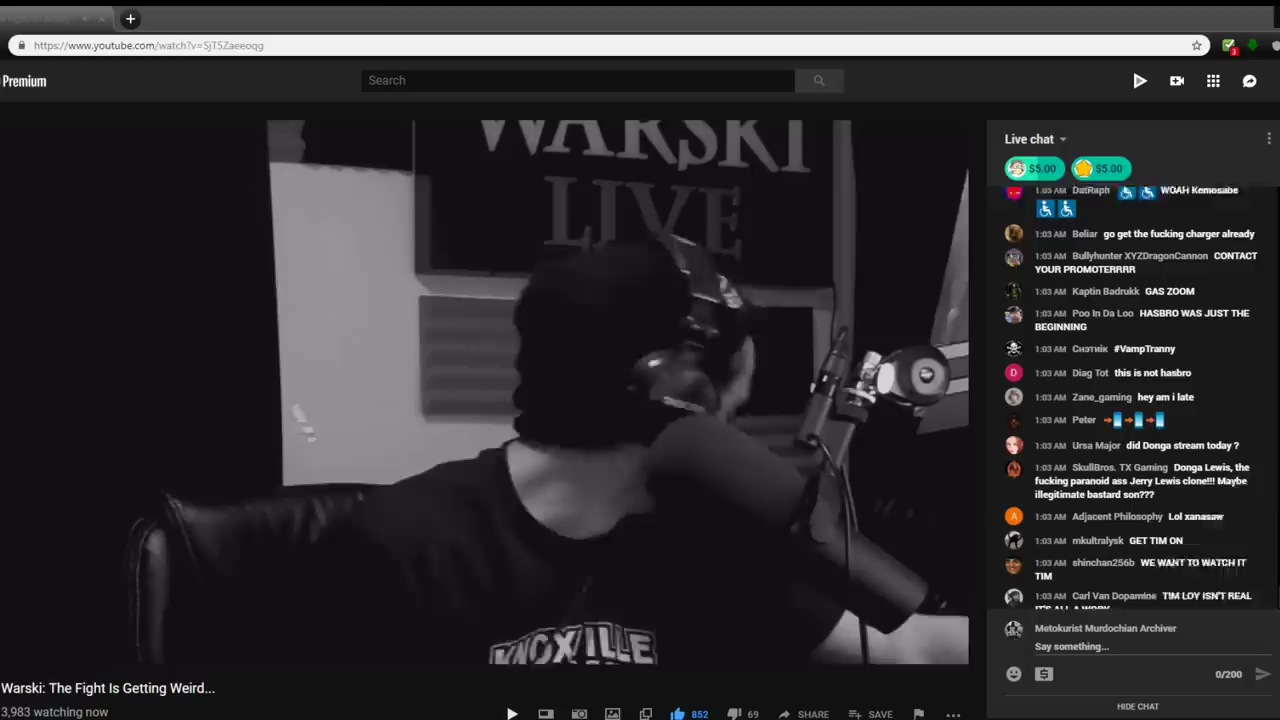 https://www.youtube.com/watch?v=SjT5Zaeeoqg
3
Premium
Search
WARSKI
LIVE
KNOXVILLE
Warski: The Fight Is Getting Weird...
3,983 watching now
852
69
SHARE
SAVE
Live chat
$5.00 $5.00
1:03 AM DatRaph WOAH Kemosabe
1:03 AM Beliar go get the fucking charger already
1:03 AM Bullyhunter XYZDragonCannon CONTACT
YOUR PROMOTERRRR
1:03 AM Kaptin Badrukk GAS ZOOM
1:03 AM Poo In Da Loo HASBRO WAS JUST THE
BEGINNING
1:03 AM Снэтиік #VampTranny
D
1:03 AM Diag Tot this is not hasbro
1:03 AM Zane_gaming hey am i late
1:03 AM Peter
1:03 AM Ursa Major did Donga stream today ?
1:03 AM SkullBros. TX Gaming Donga Lewis, the
fucking paranoid ass Jerry Lewis clone!!! Maybe
illegitimate bastard son???
A
1:03 AM Adjacent Philosophy Lol xanasaw
1:03 AM mkultralysk GET TIM ON
1:03 AM shinchan256b WE WANT TO WATCH IT
TIM
1:03 AM Carl Van Dopamine TIM LOY ISN'T REAL
IT'S ALL A WORK
Metokurist Murdochian Archiver
Say something...
0/200
HIDE CHAT